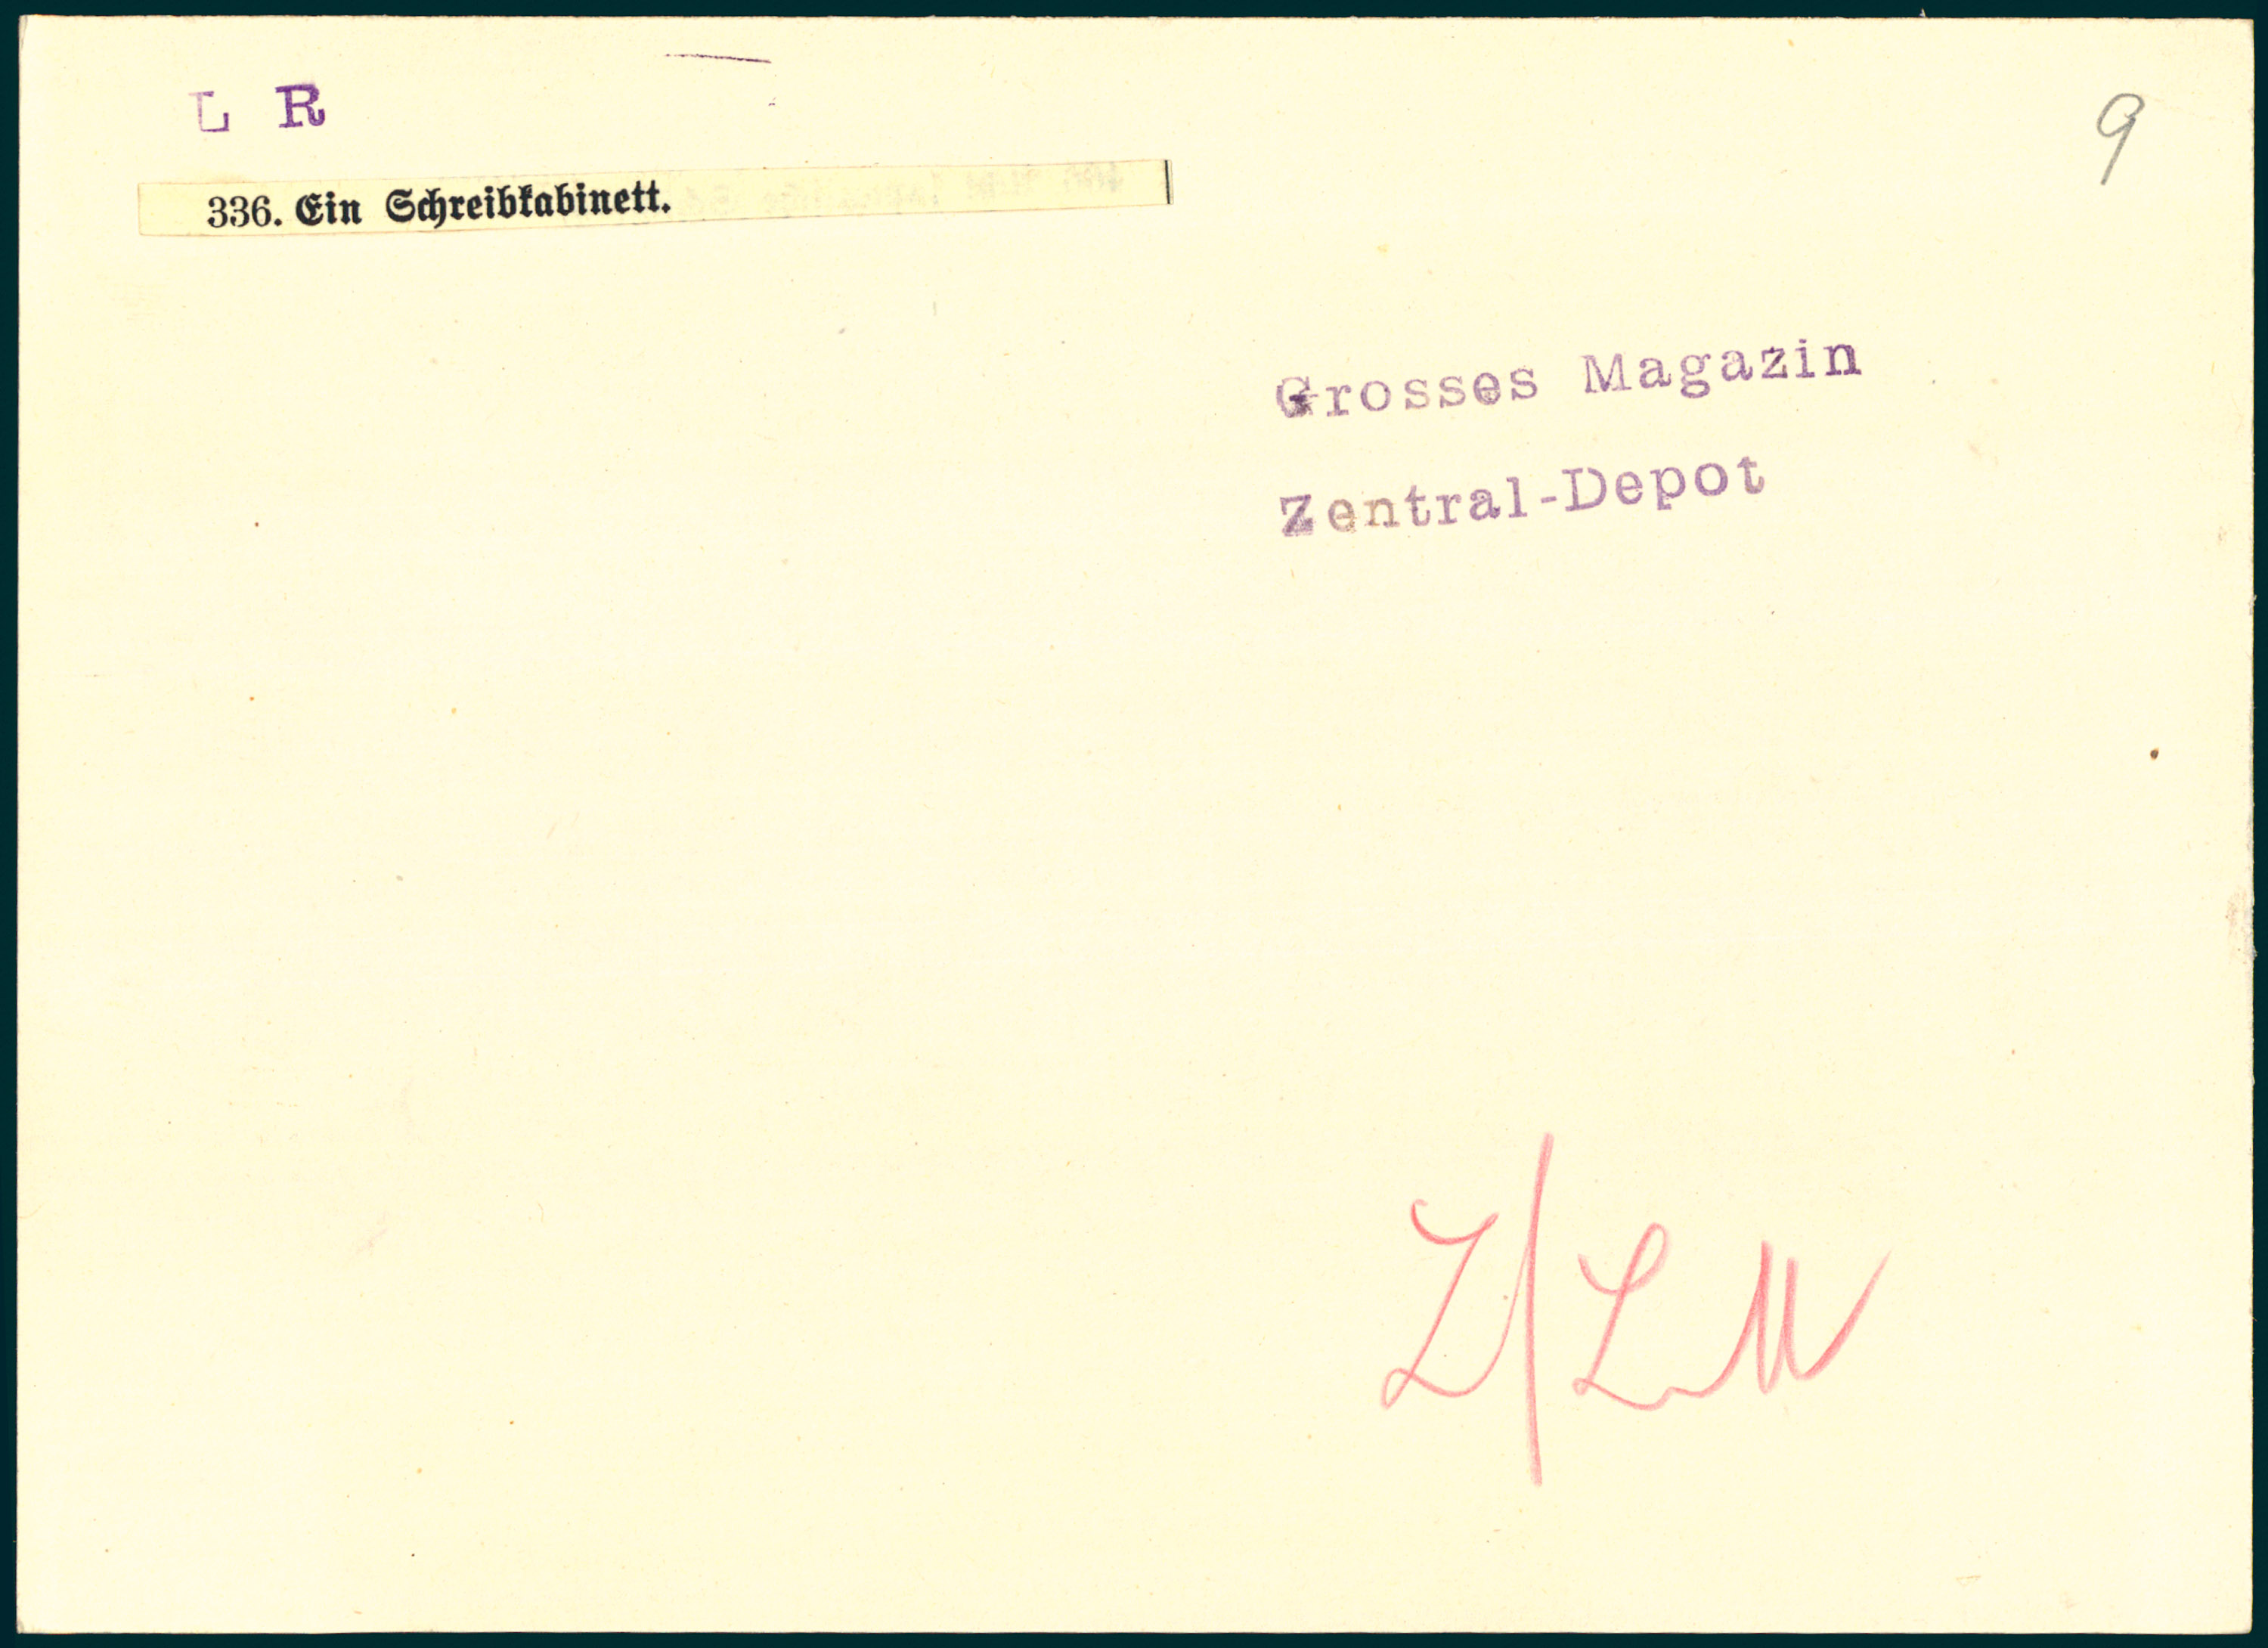 L R
9
336. Ein Schreibkabinett.
Grosses Magazin
Zentral-Depot